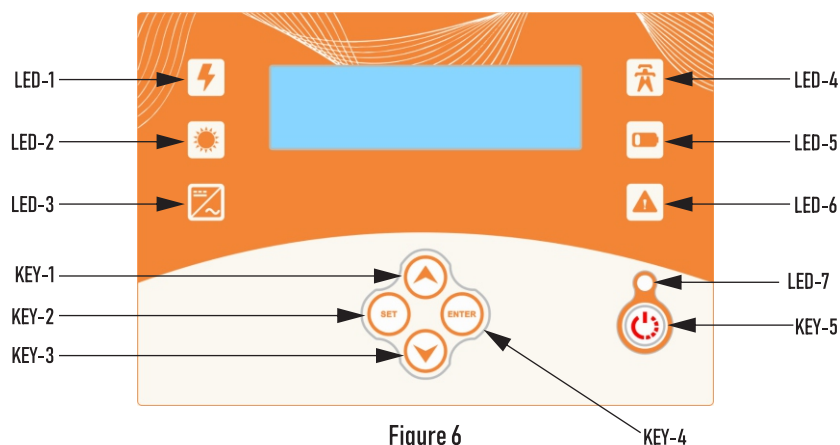 LED-1
LED-4
LED-2
LED-5
LED-3
LED-6
KEY-1
LED-7
KEY-2
SET
ENTER
KEY-5
KEY-3
Figure 6
KEY-4